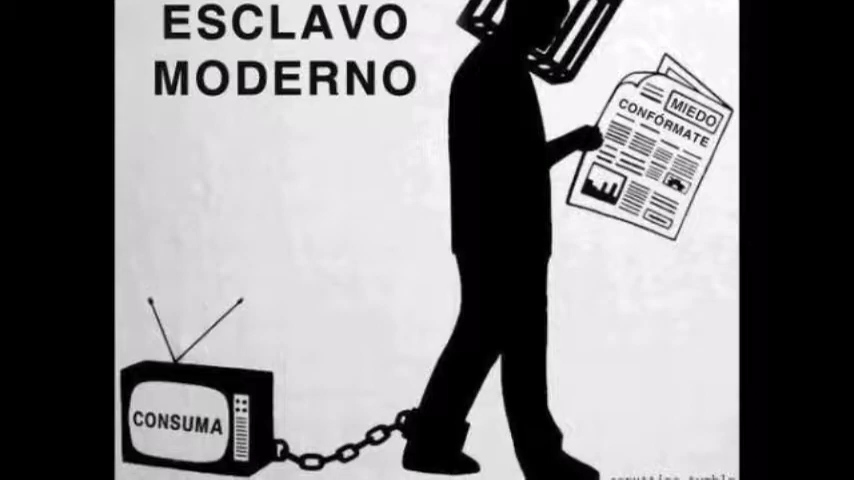 ESCLAVO
MODERNO
MIEDO
CONFÓRMATE
CONSUMA